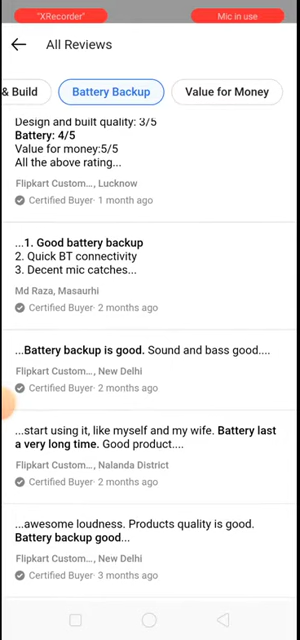 "XRecorder"
Mic in use
All Reviews
& Build
Battery Backup
Value for Money
Design and built quality: 3/5
Battery: 4/5
Value for money:5/5
All the above rating...
Flipkart Custom..., Lucknow
Certified Buyer· 1 month ago
...1. Good battery backup
2. Quick BT connectivity
3. Decent mic catches...
Md Raza, Masaurhi
Certified Buyer· 2 months ago
...Battery backup is good. Sound and bass good....
Flipkart Custom..., New Delhi
Certified Buyer· 2 months ago
...start using it, like myself and my wife. Battery last
a very long time. Good product....
Flipkart Custom..., Nalanda District
Certified Buyer· 2 months ago
...awesome loudness. Products quality is good.
Battery backup good...
Flipkart Custom..., New Delhi
Certified Buyer· 3 months ago